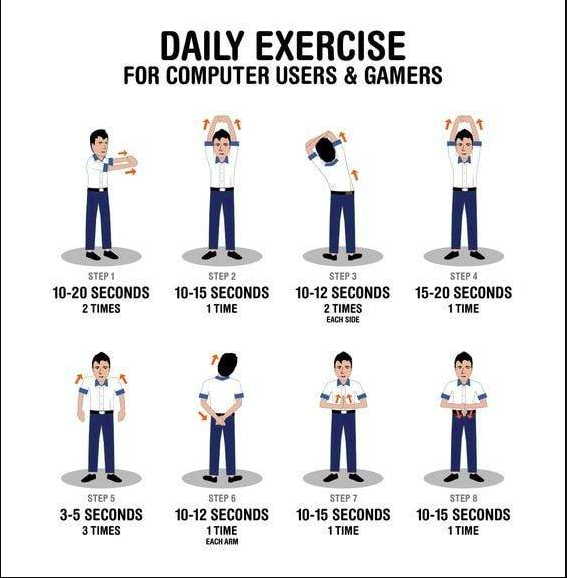 DAILY EXERCISE
FOR COMPUTER USERS & GAMERS
STEP 1
10-20 SECONDS
2 TIMES
STEP 2
10-15 SECONDS
1 TIME
STEP 3
10-12 SECONDS
2 TIMES
EACH SIDE
STEP 4
15-20 SECONDS
1 TIME
STEP 5
3-5 SECONDS
3 TIMES
STEP 6
10-12 SECONDS
1 TIME
EACH ARM
STEP 7
10-15 SECONDS
1 TIME
STEP 8
10-15 SECONDS
1 TIME